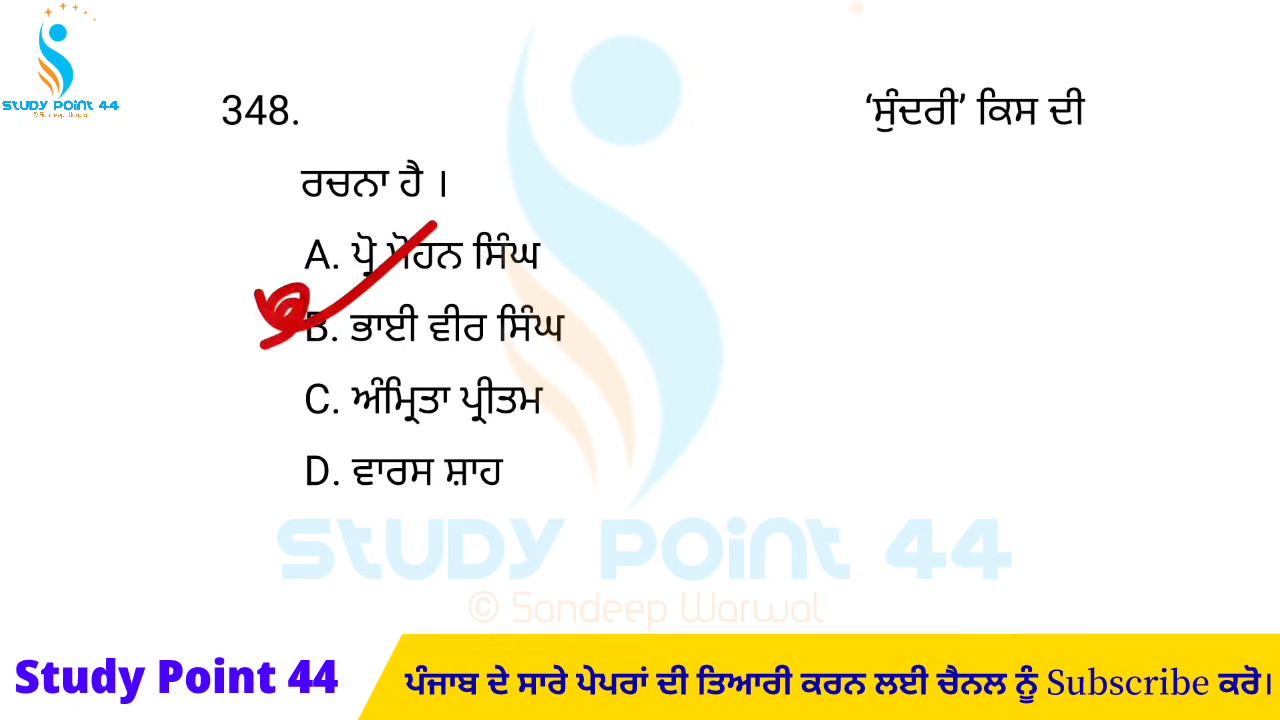 STUDY POINT 44
348. ‘ਸੁੰਦਰੀ’ ਕਿਸ ਦੀ
ਰਚਨਾ ਹੈ ।
A. ਪ੍ਰੋ ਮੋਹਨ ਸਿੰਘ
B. ਭਾਈ ਵੀਰ ਸਿੰਘ
C. ਅੰਮ੍ਰਿਤਾ ਪ੍ਰੀਤਮ
D. ਵਾਰਸ ਸ਼ਾਹ
STUDY POINT 44
© Sandeep Warwal
Study Point 44
ਪੰਜਾਬ ਦੇ ਸਾਰੇ ਪੇਪਰਾਂ ਦੀ ਤਿਆਰੀ ਕਰਨ ਲਈ ਚੈਨਲ ਨੂੰ Subscribe ਕਰੋ।